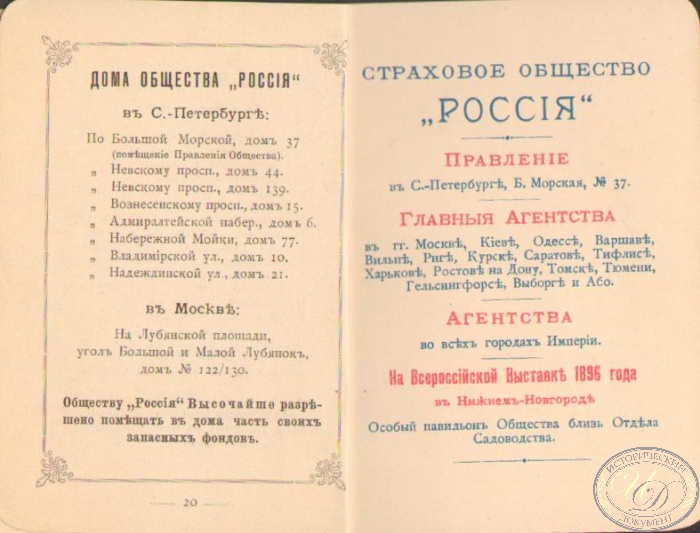 ДОМА ОБЩЕСТВА „РОССІЯ“
въ С.-Петербургѣ:
По Большой Морской, домъ 37
(помѣщеніе Правленія Общества).
„ Невскому просп., домъ 44.
„ Невскому просп., домъ 139.
„ Вознесенскому просп., домъ 15.
„ Адмиралтейской набер., домъ 6.
„ Набережной Мойки, домъ 77.
„ Владимірской ул., домъ 10.
„ Надеждинской ул., домъ 21.
въ Москвѣ:
На Лубянской площади,
уголъ Большой и Малой Лубянокъ,
домъ № 122/130.
Обществу „Россія“ Высочайше разрѣ-
шено помѣщать въ дома часть своихъ
запасныхъ фондовъ.
— 20 —
СТРАХОВОЕ ОБЩЕСТВО
„РОССІЯ“
Правленіе
въ С.-Петербургѣ, Б. Морская, № 37.
Главныя Агентства
въ гг. Москвѣ, Кіевѣ, Одессѣ, Варшавѣ,
Вильнѣ, Ригѣ, Курскѣ, Саратовѣ, Тифлисѣ,
Харьковѣ, Ростовѣ на Дону, Томскѣ, Тюмени,
Гельсингфорсѣ, Выборгѣ и Або.
Агентства
во всѣхъ городахъ Имперіи.
На Всероссійской Выставкѣ 1896 года
въ Нижнемъ-Новгородѣ
Особый павильонъ Общества близь Отдѣла
Садоводства.
ИСТОРИЧЕСКИЙ
ИД
ДОКУМЕНТ